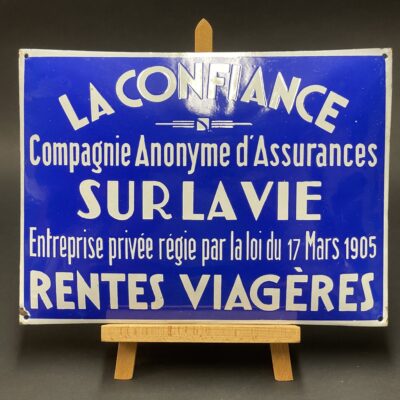 LA CONFIANCE
Compagnie Anonyme d'Assurances
SUR LA VIE
Entreprise privée régie par la loi du 17 Mars 1905
RENTES VIAGÈRES